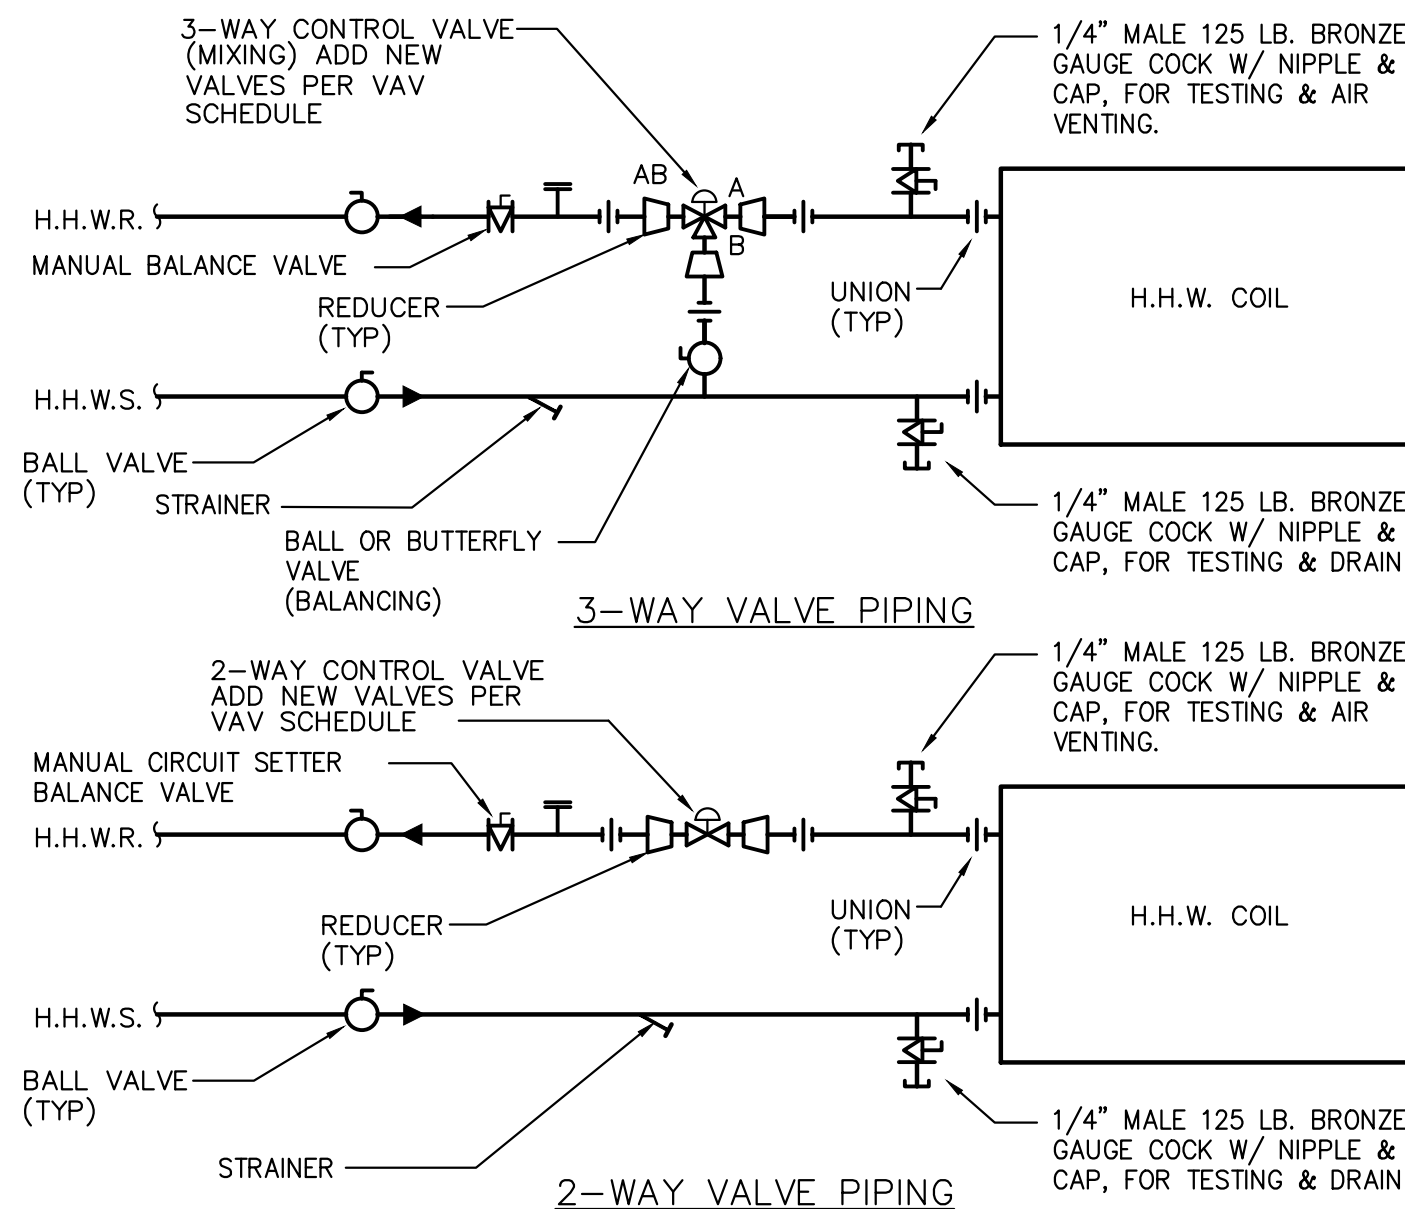 3-WAY CONTROL VALVE
(MIXING) ADD NEW
VALVES PER VAV
SCHEDULE
1/4" MALE 125 LB. BRONZE
GAUGE COCK W/ NIPPLE &
CAP, FOR TESTING & AIR
VENTING.
AB
A
B
H.H.W.R.
MANUAL BALANCE VALVE
REDUCER
(TYP)
UNION
(TYP)
H.H.W. COIL
H.H.W.S.
BALL VALVE
(TYP)
STRAINER
BALL OR BUTTERFLY
VALVE
(BALANCING)
1/4" MALE 125 LB. BRONZE
GAUGE COCK W/ NIPPLE &
CAP, FOR TESTING & DRAIN
3-WAY VALVE PIPING
2-WAY CONTROL VALVE
ADD NEW VALVES PER
VAV SCHEDULE
1/4" MALE 125 LB. BRONZE
GAUGE COCK W/ NIPPLE &
CAP, FOR TESTING & AIR
VENTING.
MANUAL CIRCUIT SETTER
BALANCE VALVE
H.H.W.R.
REDUCER
(TYP)
UNION
(TYP)
H.H.W. COIL
H.H.W.S.
BALL VALVE
(TYP)
STRAINER
1/4" MALE 125 LB. BRONZE
GAUGE COCK W/ NIPPLE &
CAP, FOR TESTING & DRAIN
2-WAY VALVE PIPING